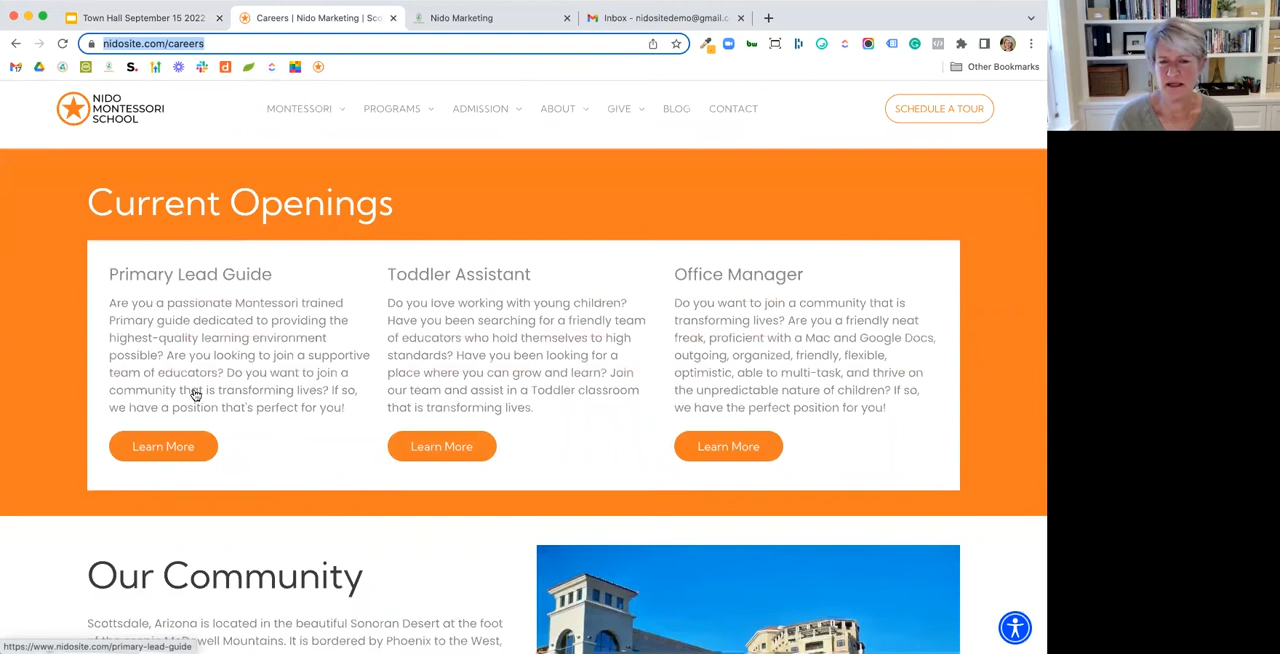 Town Hall September 15 2022
Careers | Nido Marketing | Sc
Nido Marketing
Inbox - nidositedemo@gmail.c
nidosite.com/careers
Other Bookmarks
NIDO
MONTESSORI
SCHOOL
MONTESSORI PROGRAMS ADMISSION ABOUT GIVE BLOG CONTACT
SCHEDULE A TOUR
Current Openings
Primary Lead Guide
Are you a passionate Montessori trained
Primary guide dedicated to providing the
highest-quality learning environment
possible? Are you looking to join a supportive
team of educators? Do you want to join a
community that is transforming lives? If so,
we have a position that's perfect for you!
Learn More
Toddler Assistant
Do you love working with young children?
Have you been searching for a friendly team
of educators who hold themselves to high
standards? Have you been looking for a
place where you can grow and learn? Join
our team and assist in a Toddler classroom
that is transforming lives.
Learn More
Office Manager
Do you want to join a community that is
transforming lives? Are you a friendly neat
freak, proficient with a Mac and Google Docs,
outgoing, organized, friendly, flexible,
optimistic, able to multi-task, and thrive on
the unpredictable nature of children? If so,
we have the perfect position for you!
Learn More
Our Community
Scottsdale, Arizona is located in the beautiful Sonoran Desert at the foot
of the scenic McDowell Mountains. It is bordered by Phoenix to the West,
https://www.nidosite.com/primary-lead-guide